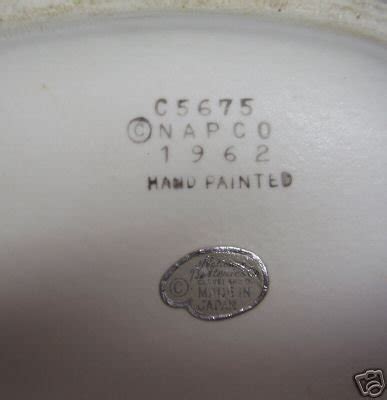 C5675
© NAPCO
1962
HAND PAINTED
©
MADE IN
JAPAN